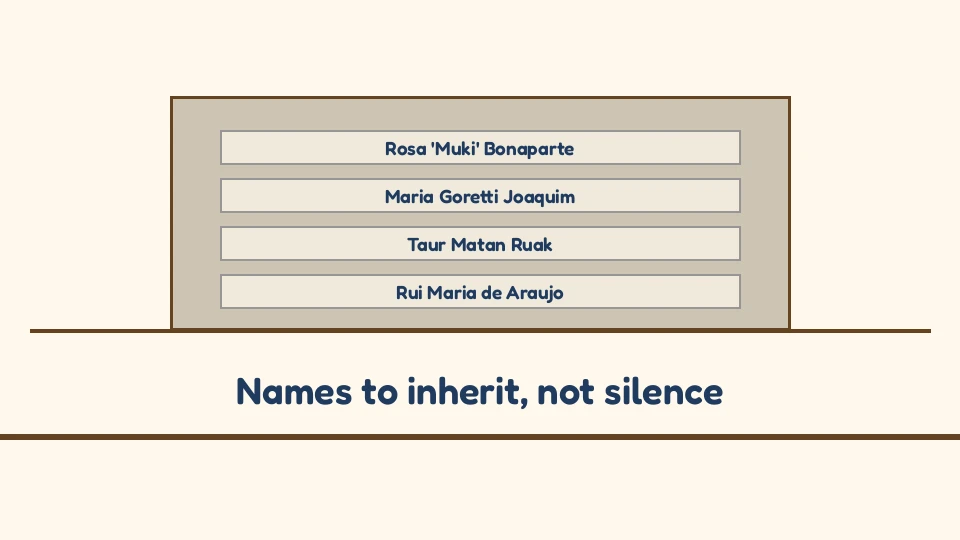 Rosa 'Muki' Bonaparte
Maria Goretti Joaquim
Taur Matan Ruak
Rui Maria de Araujo
Names to inherit, not silence